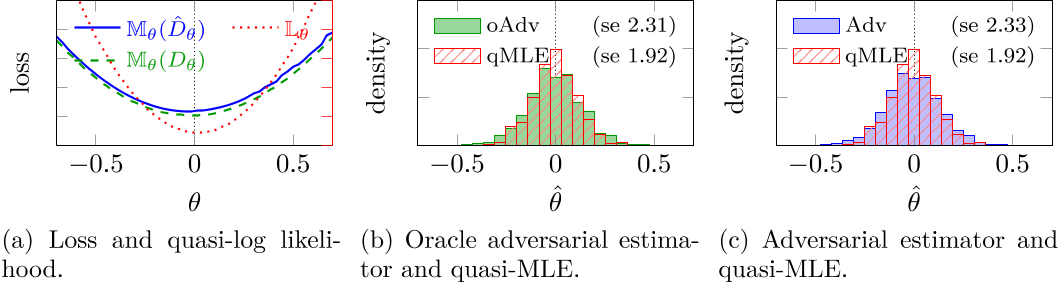 𝕄θ(D̂θ) 𝕃θ
𝕄θ(Dθ)
loss
−0.5 0 0.5
θ
(a) Loss and quasi-log likeli-
hood.
oAdv (se 2.31)
qMLE (se 1.92)
density
−0.5 0 0.5
θ̂
(b) Oracle adversarial estima-
tor and quasi-MLE.
Adv (se 2.33)
qMLE (se 1.92)
density
−0.5 0 0.5
θ̂
(c) Adversarial estimator and
quasi-MLE.